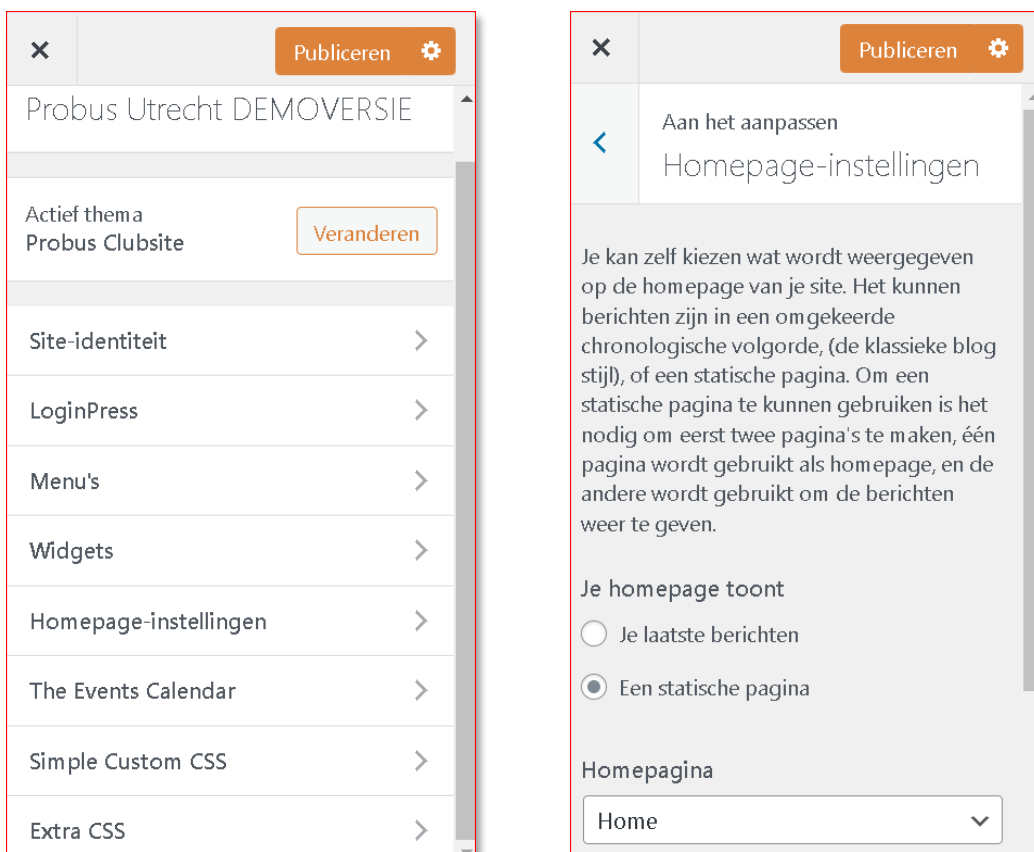 Publiceren
Probus Utrecht DEMOVERSIE
Actief thema
Probus Clubsite
Veranderen
Site-identiteit
LoginPress
Menu's
Widgets
Homepage-instellingen
The Events Calendar
Simple Custom CSS
Extra CSS
Publiceren
Aan het aanpassen
Homepage-instellingen
Je kan zelf kiezen wat wordt weergegeven
op de homepage van je site. Het kunnen
berichten zijn in een omgekeerde
chronologische volgorde, (de klassieke blog
stijl), of een statische pagina. Om een
statische pagina te kunnen gebruiken is het
nodig om eerst twee pagina's te maken, één
pagina wordt gebruikt als homepage, en de
andere wordt gebruikt om de berichten
weer te geven.
Je homepage toont
Je laatste berichten
Een statische pagina
Homepagina
Home